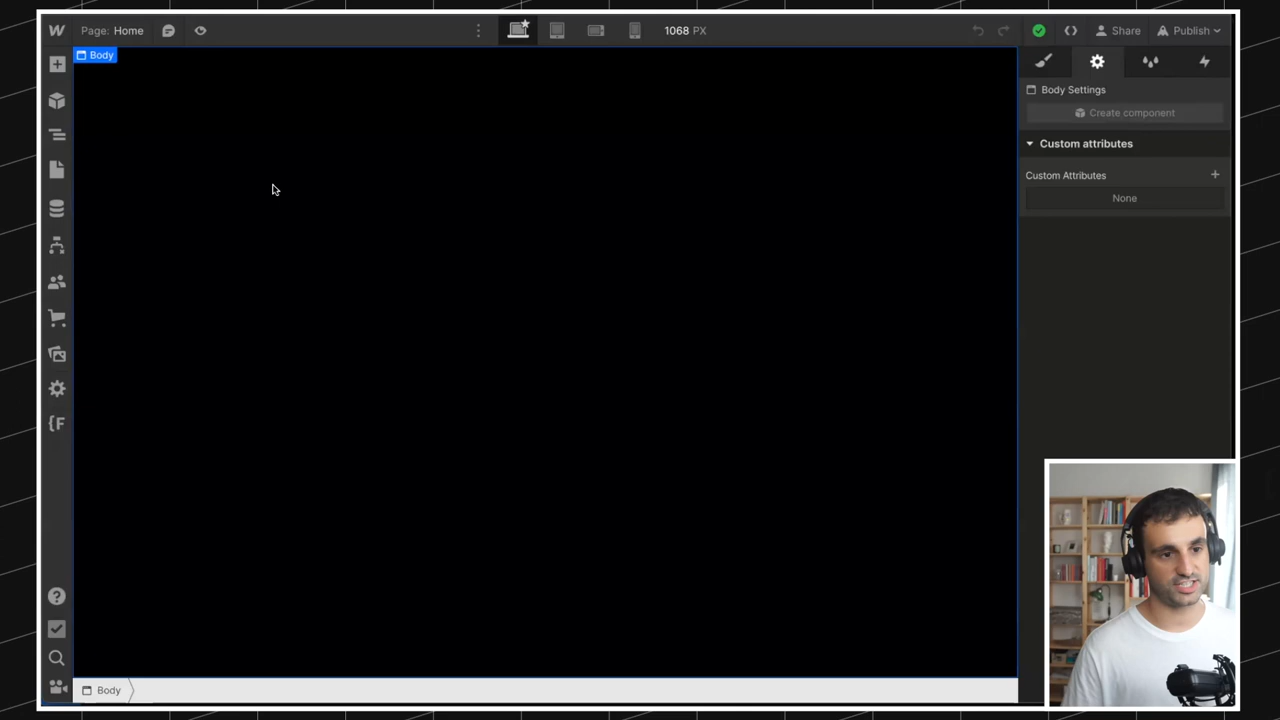 Page: Home
1068 PX
Share
Publish
Body
Body Settings
Create component
Custom attributes
Custom Attributes
None
{F
Body